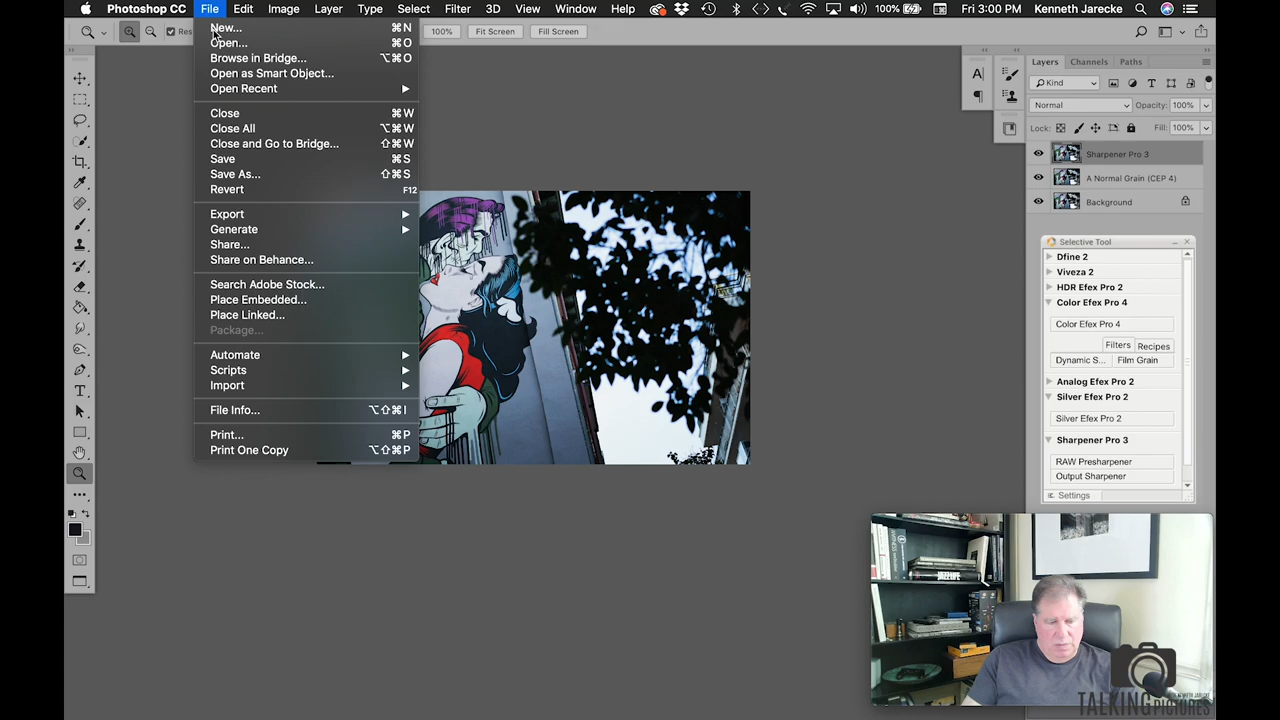 Photoshop CC File Edit Image Layer Type Select Filter 3D View Window Help 100% Fri 3:00 PM Kenneth Jarecke
Res 100% Fit Screen Fill Screen
New... ⌘N
Open... ⌘O
Browse in Bridge... ⌥⌘O
Open as Smart Object...
Open Recent
Close ⌘W
Close All ⌥⌘W
Close and Go to Bridge... ⇧⌘W
Save ⌘S
Save As... ⇧⌘S
Revert F12
Export
Generate
Share...
Share on Behance...
Search Adobe Stock...
Place Embedded...
Place Linked...
Package...
Automate
Scripts
Import
File Info... ⌥⇧⌘I
Print... ⌘P
Print One Copy ⌥⇧⌘P
Layers Channels Paths
Kind
Normal Opacity: 100%
Lock: Fill: 100%
Sharpener Pro 3
A Normal Grain (CEP 4)
Background
Selective Tool
Dfine 2
Viveza 2
HDR Efex Pro 2
Color Efex Pro 4
Color Efex Pro 4
Filters Recipes
Dynamic S... Film Grain
Analog Efex Pro 2
Silver Efex Pro 2
Silver Efex Pro 2
Sharpener Pro 3
RAW Presharpener
Output Sharpener
Settings
TALKING PICTURES